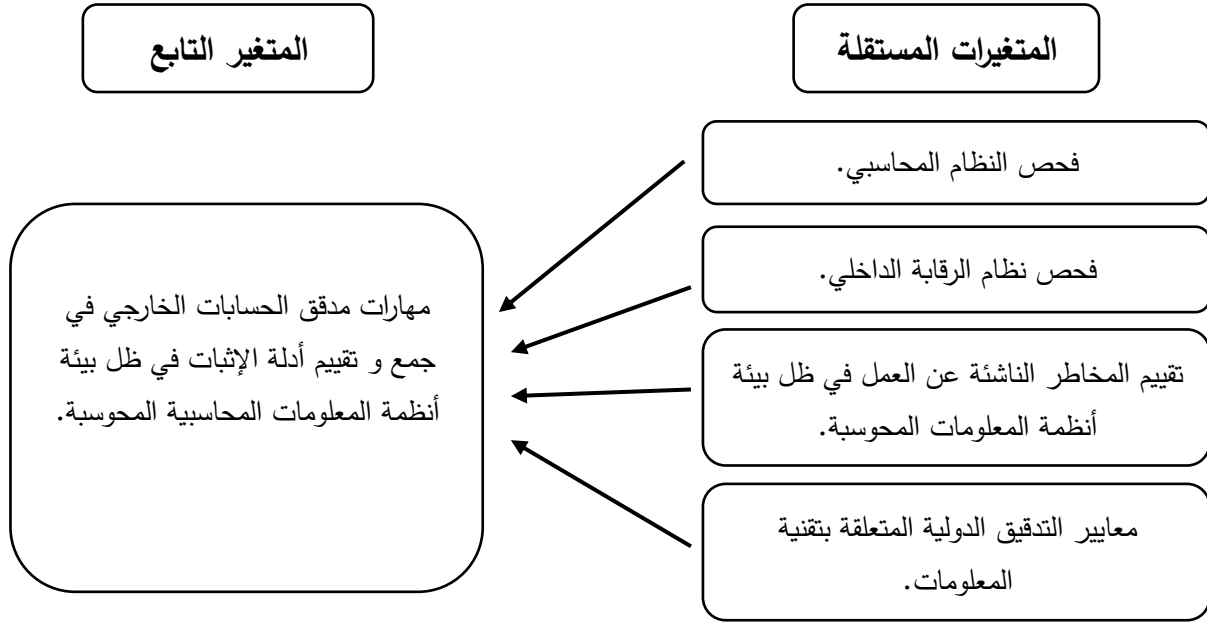 المتغيرات المستقلة
المتغير التابع
فحص النظام المحاسبي.
فحص نظام الرقابة الداخلي.
تقييم المخاطر الناشئة عن العمل في ظل بيئة
أنظمة المعلومات المحوسبة.
معايير التدقيق الدولية المتعلقة بتقنية
المعلومات.
مهارات مدقق الحسابات الخارجي في
جمع و تقييم أدلة الإثبات في ظل بيئة
أنظمة المعلومات المحاسبية المحوسبة.